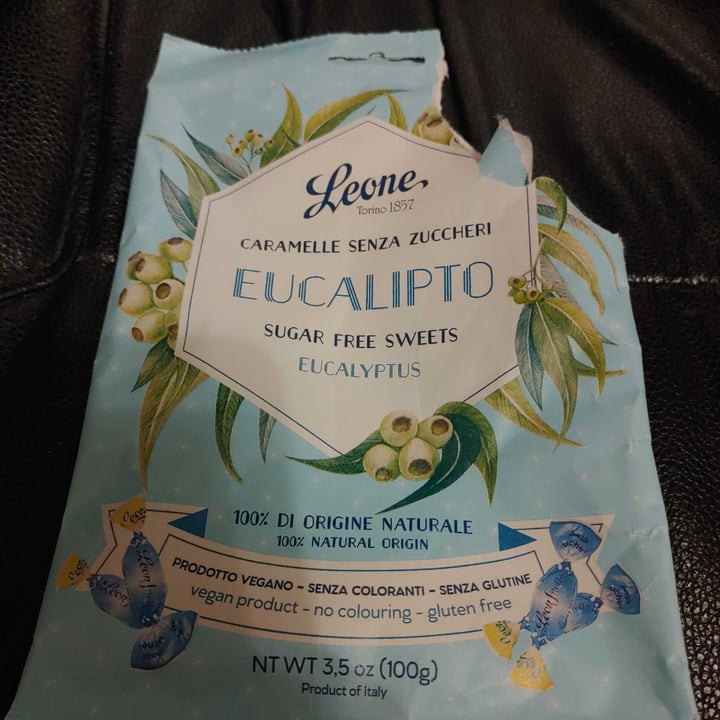 Leone
Torino 1857
CARAMELLE SENZA ZUCCHERI
EUCALIPTO
SUGAR FREE SWEETS
EUCALYPTUS
100% DI ORIGINE NATURALE
100% NATURAL ORIGIN
PRODOTTO VEGANO - SENZA COLORANTI - SENZA GLUTINE
vegan product - no colouring - gluten free
NT WT 3,5 oz (100g)
Product of Italy